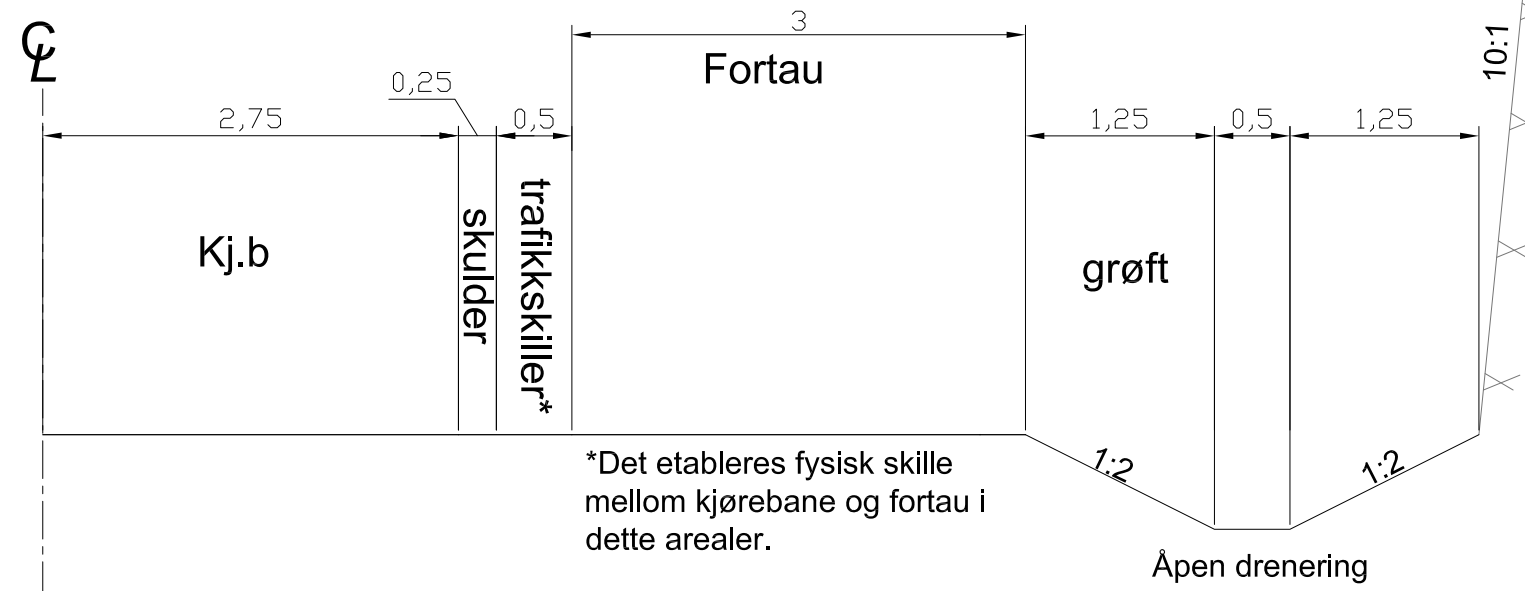 ℄
3
Fortau
10:1
0,25
2,75
0,5
1,25
0,5
1,25
Kj.b
skulder
trafikkskiller*
grøft
1:2
1:2
*Det etableres fysisk skille
mellom kjørebane og fortau i
dette arealer.
Åpen drenering